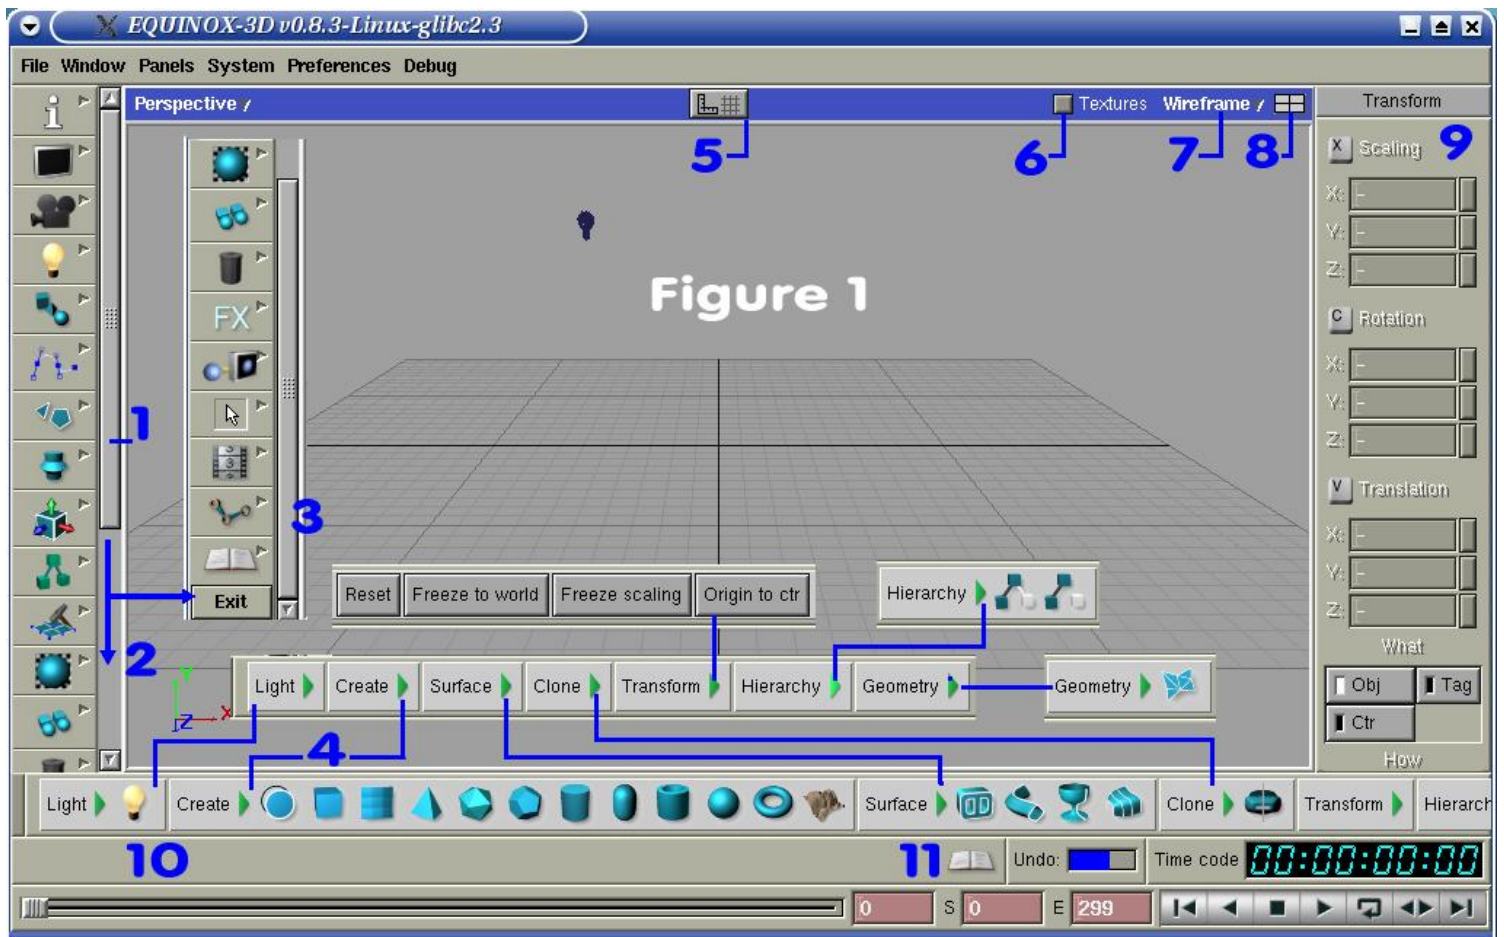 EQUINOX-3D v0.8.3-Linux-glibc2.3
File Window Panels System Preferences Debug
Perspective
Textures Wireframe
Transform
5
6
7
8
9
X Scaling
X: -
Y: -
Z: -
FX
Figure 1
C Rotation
X: -
Y: -
Z: -
1
3
3
V Translation
X: -
Y: -
Z: -
Exit
Reset Freeze to world Freeze scaling Origin to ctr
Hierarchy
2
Y
X
Z
Light Create Surface Clone Transform Hierarchy Geometry
Geometry
What
Obj Tag
Ctr
How
4
Light Create Surface Clone Transform Hierarch
10
11
Undo: Time code 00:00:00:00
0 S 0 E 299